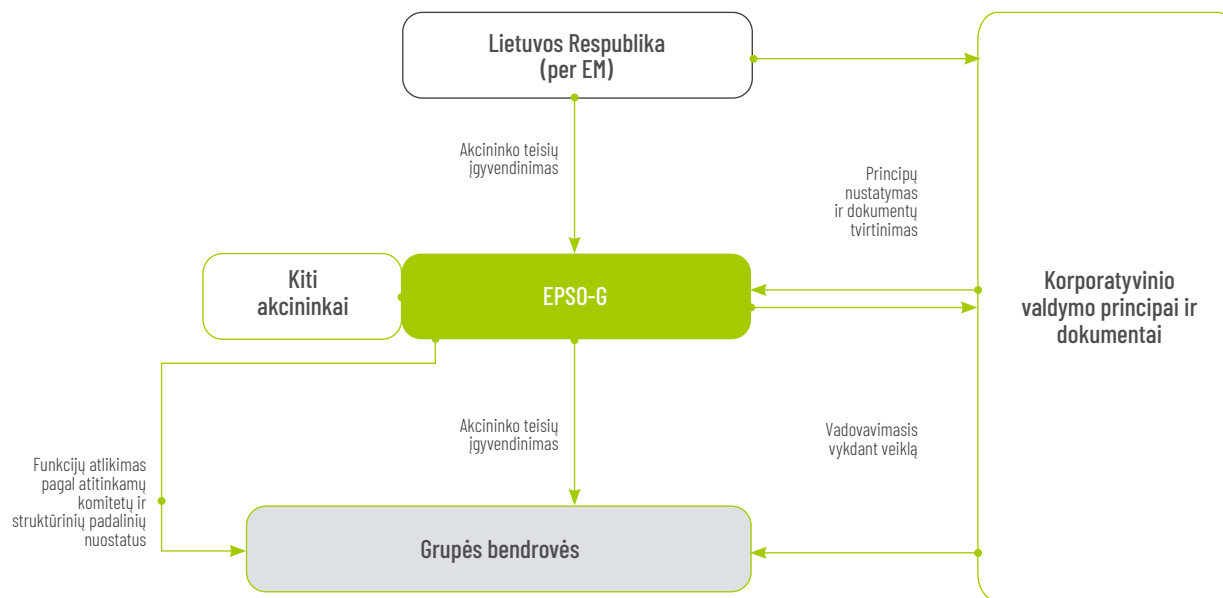 Lietuvos Respublika
(per EM)
Akcininko teisių
įgyvendinimas
Principų
nustatymas
ir dokumentų
tvirtinimas
Kiti
akcininkai
EPSO-G
Korporatyvinio
valdymo principai ir
dokumentai
Akcininko teisių
įgyvendinimas
Vadovavimasis
vykdant veiklą
Funkcijų atlikimas
pagal atitinkamų
komitetų ir
struktūrinių padalinių
nuostatus
Grupės bendrovės